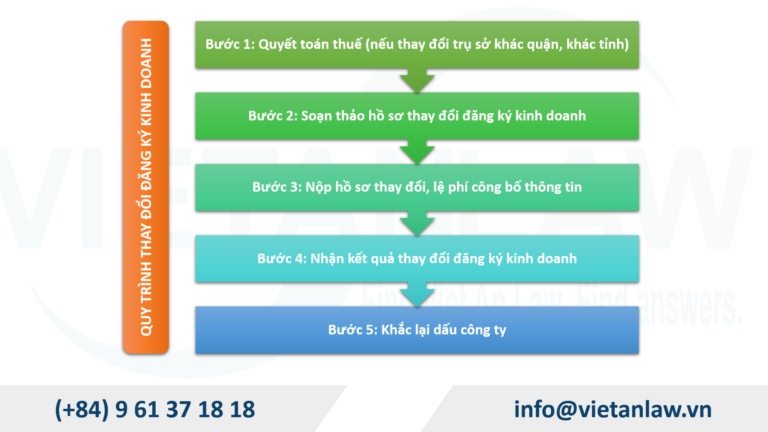 QUY TRÌNH THAY ĐỔI ĐĂNG KÝ KINH DOANH
Bước 1: Quyết toán thuế (nếu thay đổi trụ sở khác quận, khác tỉnh)
Bước 2: Soạn thảo hồ sơ thay đổi đăng ký kinh doanh
Bước 3: Nộp hồ sơ thay đổi, lệ phí công bố thông tin
Bước 4: Nhận kết quả thay đổi đăng ký kinh doanh
Bước 5: Khắc lại dấu công ty
VIETANLAW
Find Viet An Law, Find answers.
(+84) 9 61 37 18 18
info@vietanlaw.vn